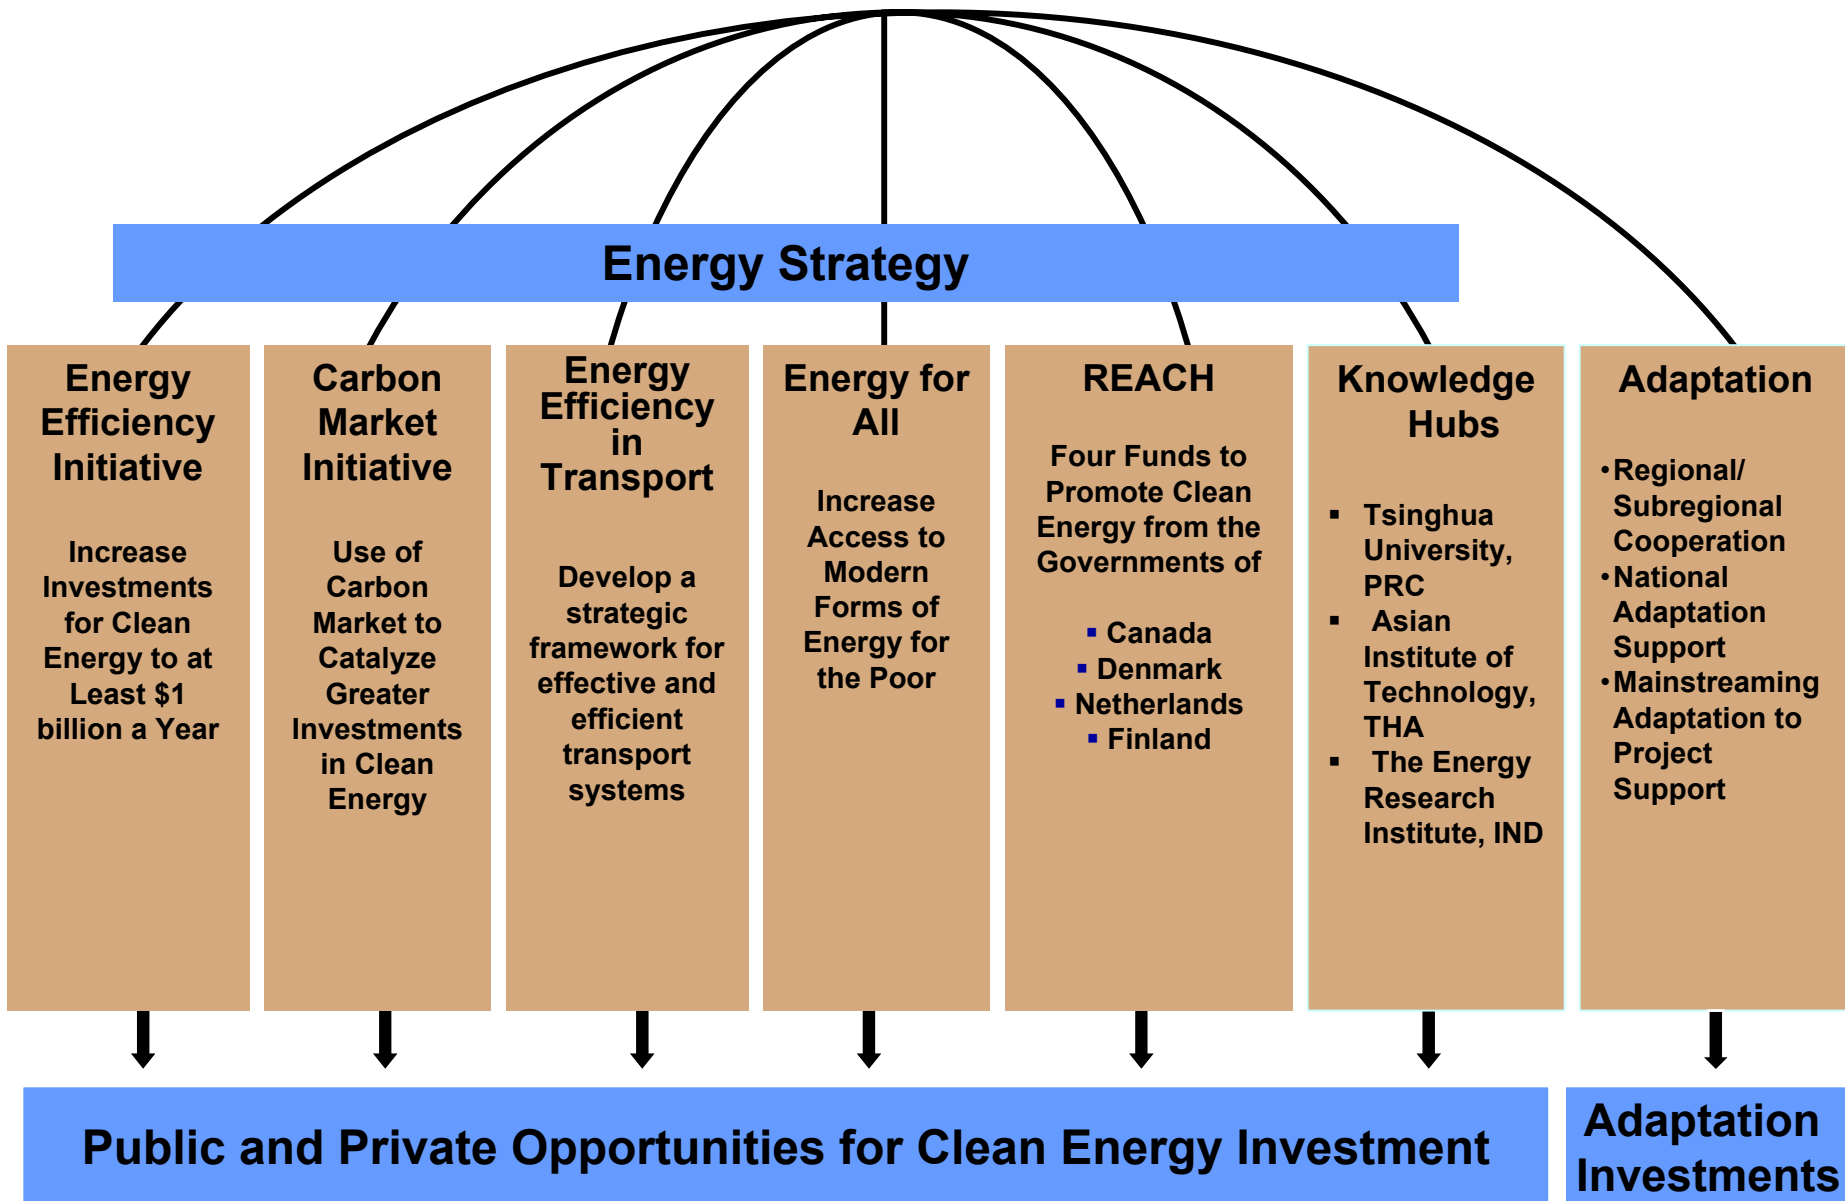 Energy Strategy
Energy
Efficiency
Initiative
Increase
Investments
for Clean
Energy to at
Least $1
billion a Year
Carbon
Market
Initiative
Use of
Carbon
Market to
Catalyze
Greater
Investments
in Clean
Energy
Energy
Efficiency
in
Transport
Develop a
strategic
framework for
effective and
efficient
transport
systems
Energy for
All
Increase
Access to
Modern
Forms of
Energy for
the Poor
REACH
Four Funds to
Promote Clean
Energy from the
Governments of
▪ Canada
▪ Denmark
▪ Netherlands
▪ Finland
Knowledge
Hubs
▪ Tsinghua
University,
PRC
▪ Asian
Institute of
Technology,
THA
▪ The Energy
Research
Institute, IND
Adaptation
•Regional/
Subregional
Cooperation
•National
Adaptation
Support
•Mainstreaming
Adaptation to
Project
Support
Public and Private Opportunities for Clean Energy Investment
Adaptation
Investments